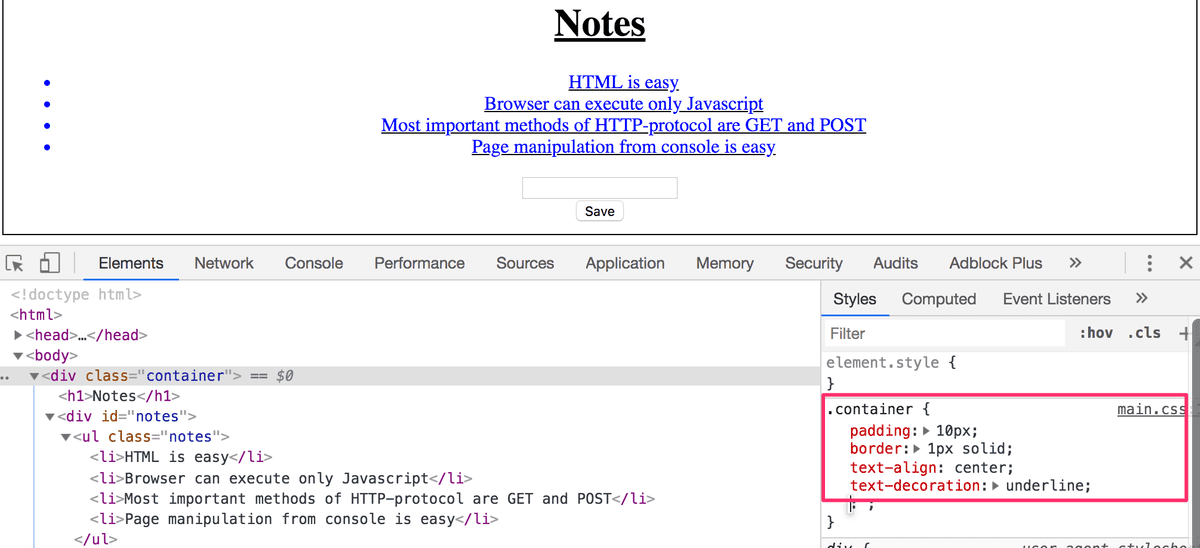 Notes
HTML is easy
Browser can execute only Javascript
Most important methods of HTTP-protocol are GET and POST
Page manipulation from console is easy
Save
Elements Network Console Performance Sources Application Memory Security Audits Adblock Plus »
<!doctype html>
<html>
▶<head>…</head>
▼<body>
▼<div class="container"> == $0
<h1>Notes</h1>
▼<div id="notes">
▼<ul class="notes">
<li>HTML is easy</li>
<li>Browser can execute only Javascript</li>
<li>Most important methods of HTTP-protocol are GET and POST</li>
<li>Page manipulation from console is easy</li>
</ul>
Styles Computed Event Listeners »
Filter :hov .cls +
element.style {
}
.container { main.css
padding:▶ 10px;
border:▶ 1px solid;
text-align: center;
text-decoration:▶ underline;
: ;
}
div { user agent styleshe